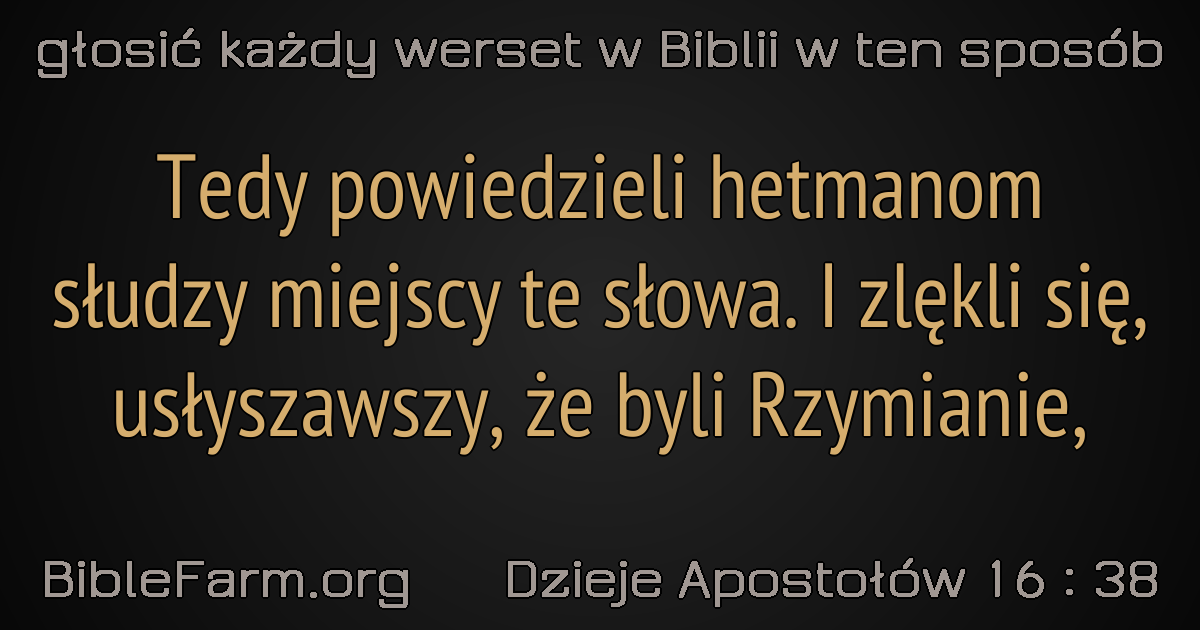 głosić każdy werset w Biblii w ten sposób
Tedy powiedzieli hetmanom
słudzy miejscy te słowa. I zlękli się,
usłyszawszy, że byli Rzymianie,
BibleFarm.org Dzieje Apostołów 16 : 38